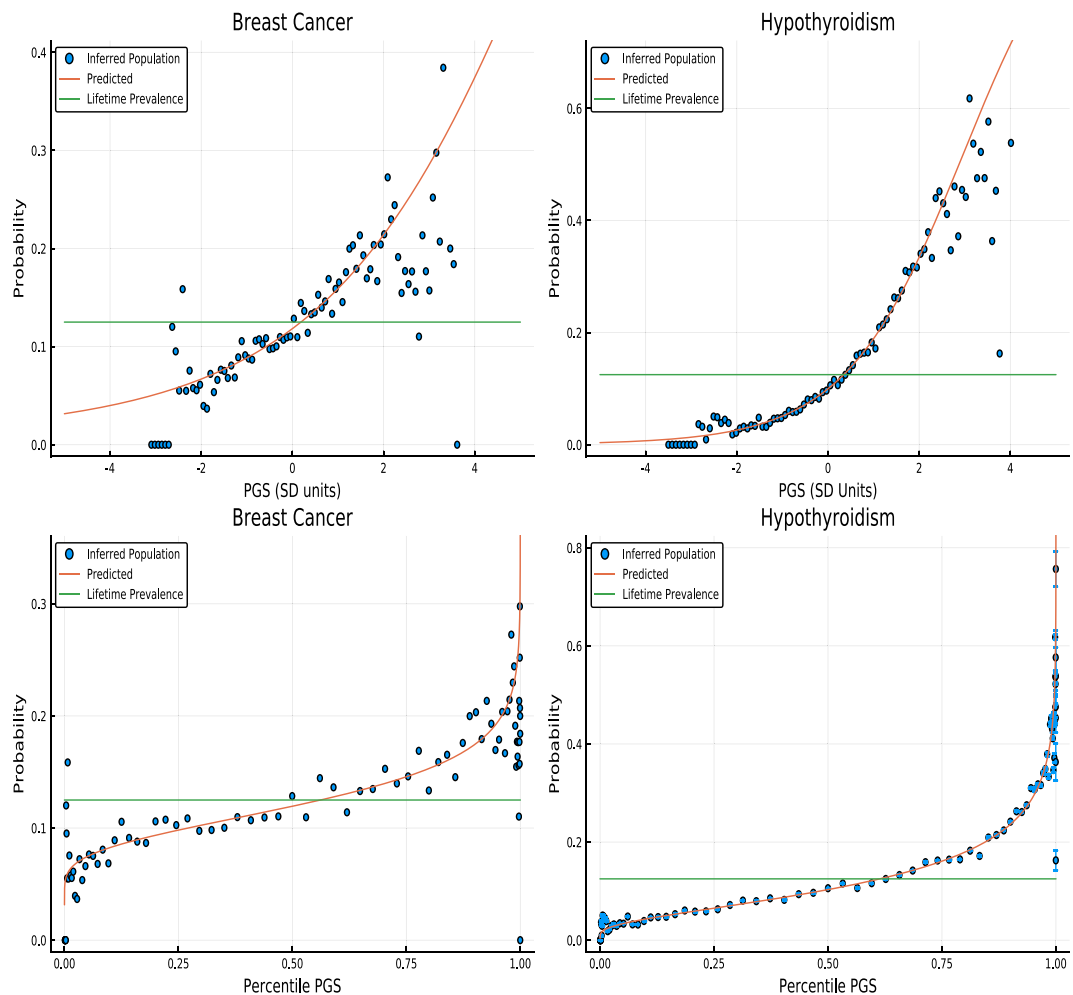 Breast Cancer
Inferred Population
Predicted
Lifetime Prevalence
Probability
0.4
0.3
0.2
0.1
0.0
-4
-2
0
2
4
PGS (SD units)
Hypothyroidism
Inferred Population
Predicted
Lifetime Prevalence
Probability
0.6
0.4
0.2
0.0
-4
-2
0
2
4
PGS (SD Units)
Breast Cancer
Inferred Population
Predicted
Lifetime Prevalence
Probability
0.3
0.2
0.1
0.0
0.00
0.25
0.50
0.75
1.00
Percentile PGS
Hypothyroidism
Inferred Population
Predicted
Lifetime Prevalence
Probability
0.8
0.6
0.4
0.2
0.0
0.00
0.25
0.50
0.75
1.00
Percentile PGS